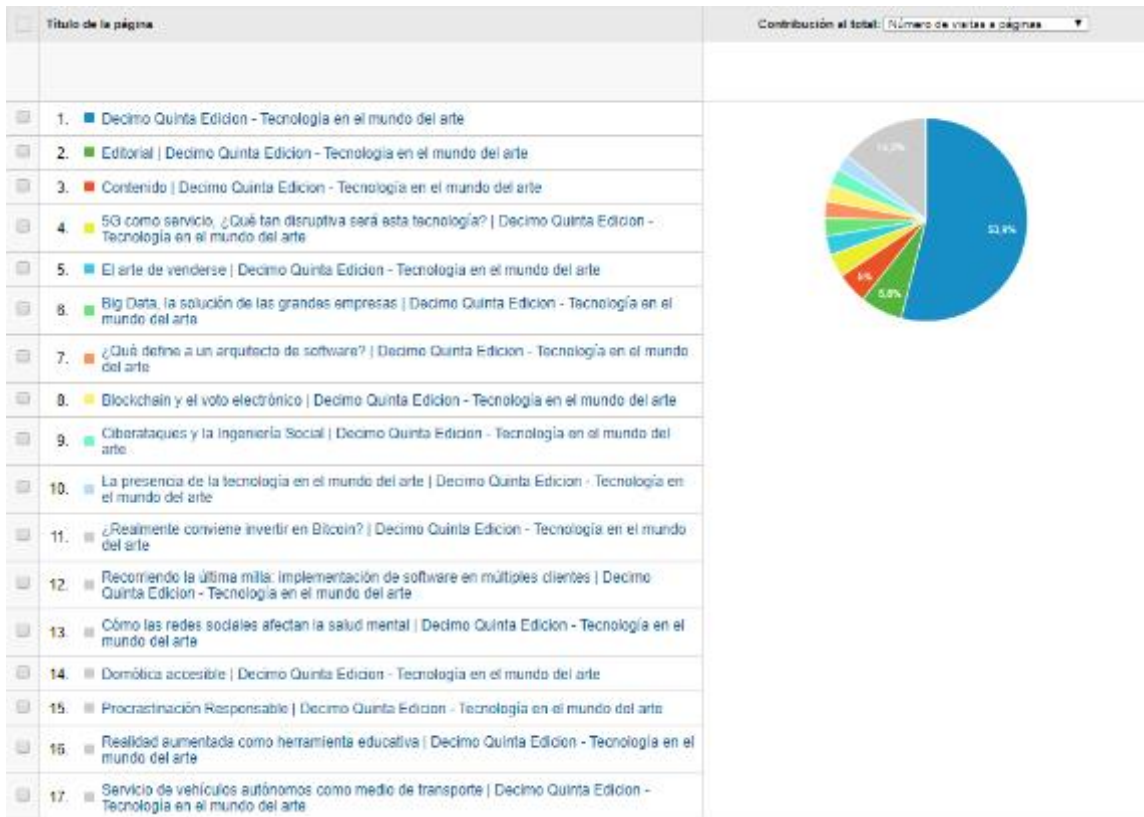 Título de la página
Contribución al total: Número de visitas a páginas
1. Decimo Quinta Edicion - Tecnología en el mundo del arte
2. Editorial | Decimo Quinta Edicion - Tecnología en el mundo del arte
3. Contenido | Decimo Quinta Edicion - Tecnología en el mundo del arte
4. 5G como servicio, ¿Qué tan disruptiva será esta tecnología? | Decimo Quinta Edicion -
Tecnología en el mundo del arte
5. El arte de venderse | Decimo Quinta Edicion - Tecnología en el mundo del arte
6. Big Data, la solución de las grandes empresas | Decimo Quinta Edicion - Tecnología en el
mundo del arte
7. ¿Qué define a un arquitecto de software? | Decimo Quinta Edicion - Tecnología en el mundo
del arte
8. Blockchain y el voto electrónico | Decimo Quinta Edicion - Tecnología en el mundo del arte
9. Ciberataques y la Ingeniería Social | Decimo Quinta Edicion - Tecnología en el mundo del
arte
10. La presencia de la tecnología en el mundo del arte | Decimo Quinta Edicion - Tecnología en
el mundo del arte
11. ¿Realmente conviene invertir en Bitcoin? | Decimo Quinta Edicion - Tecnología en el mundo
del arte
12. Recorriendo la última milla: implementación de software en múltiples clientes | Decimo
Quinta Edicion - Tecnología en el mundo del arte
13. Cómo las redes sociales afectan la salud mental | Decimo Quinta Edicion - Tecnología en el
mundo del arte
14. Domótica accesible | Decimo Quinta Edicion - Tecnología en el mundo del arte
15. Procrastinación Responsable | Decimo Quinta Edicion - Tecnología en el mundo del arte
16. Realidad aumentada como herramienta educativa | Decimo Quinta Edicion - Tecnología en el
mundo del arte
17. Servicio de vehículos autónomos como medio de transporte | Decimo Quinta Edicion -
Tecnología en el mundo del arte
53,9%
5,8%
5%